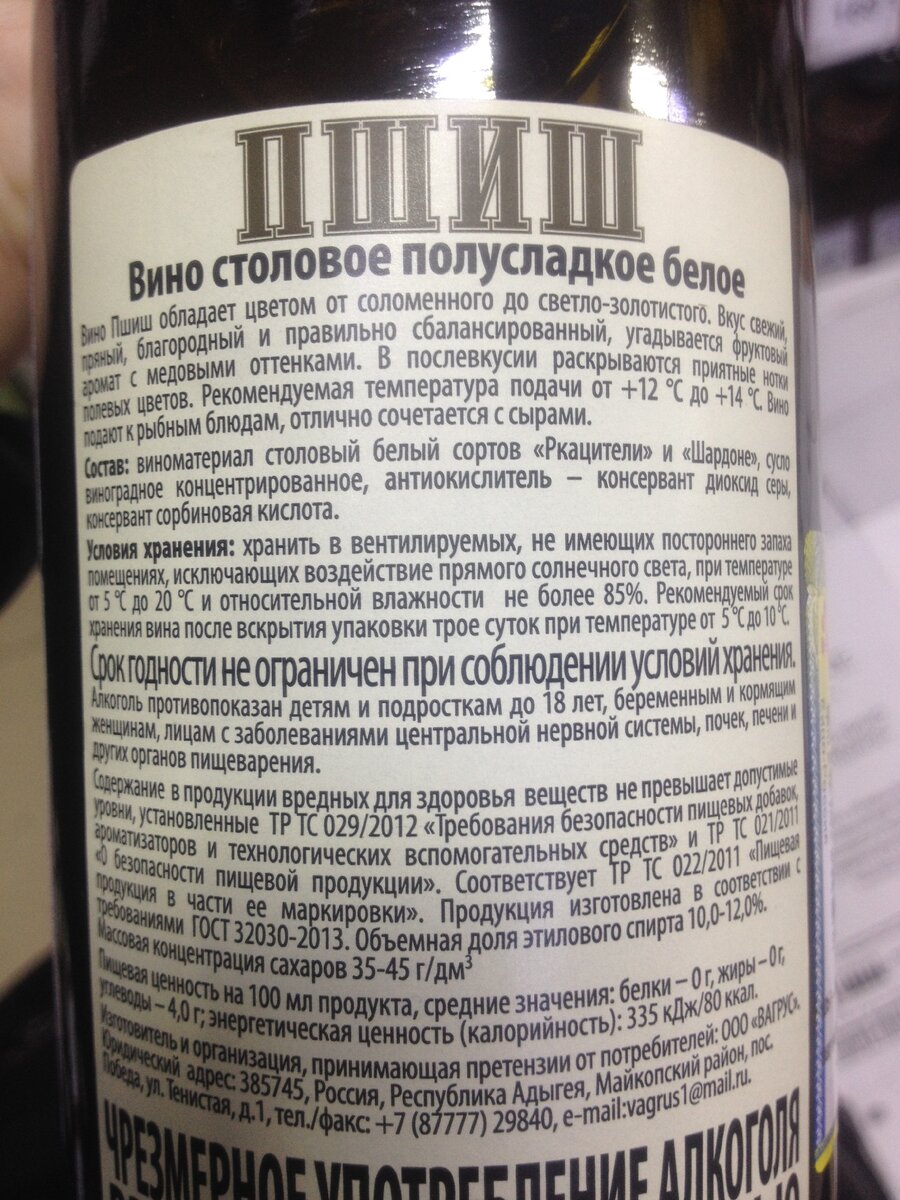 ПШИШ
Вино столовое полусладкое белое
Вино Пшиш обладает цветом от соломенного до светло-золотистого. Вкус свежий,
пряный, благородный и правильно сбалансированный, угадывается фруктовый
аромат с медовыми оттенками. В послевкусии раскрываются приятные нотки
полевых цветов. Рекомендуемая температура подачи от +12 °С до +14 °С. Вино
подают к рыбным блюдам, отлично сочетается с сырами.
Состав: виноматериал столовый белый сортов «Ркацители» и «Шардоне», сусло
виноградное концентрированное, антиокислитель – консервант диоксид серы,
консервант сорбиновая кислота.
Условия хранения: хранить в вентилируемых, не имеющих постороннего запаха
помещениях, исключающих воздействие прямого солнечного света, при температуре
от 5 °С до 20 °С и относительной влажности не более 85%. Рекомендуемый срок
хранения вина после вскрытия упаковки трое суток при температуре от 5 °С до 10 °С.
Срок годности не ограничен при соблюдении условий хранения.
Алкоголь противопоказан детям и подросткам до 18 лет, беременным и кормящим
женщинам, лицам с заболеваниями центральной нервной системы, почек, печени и
других органов пищеварения.
Содержание в продукции вредных для здоровья веществ не превышает допустимые
уровни, установленные ТР ТС 029/2012 «Требования безопасности пищевых добавок,
ароматизаторов и технологических вспомогательных средств» и ТР ТС 021/2011
«О безопасности пищевой продукции». Соответствует ТР ТС 022/2011 «Пищевая
продукция в части ее маркировки». Продукция изготовлена в соответствии с
требованиями ГОСТ 32030-2013. Объемная доля этилового спирта 10,0-12,0%.
Массовая концентрация сахаров 35-45 г/дм³
Пищевая ценность на 100 мл продукта, средние значения: белки – 0 г, жиры – 0 г,
углеводы – 4,0 г; энергетическая ценность (калорийность): 335 кДж/80 ккал.
Изготовитель и организация, принимающая претензии от потребителей: ООО «ВАГРУС».
Юридический адрес: 385745, Россия, Республика Адыгея, Майкопский район, пос.
Победа, ул. Тенистая, д.1, тел./факс: +7 (87777) 29840, e-mail:vagrus1@mail.ru.
ЧРЕЗМЕРНОЕ УПОТРЕБЛЕНИЕ АЛКОГОЛЯ